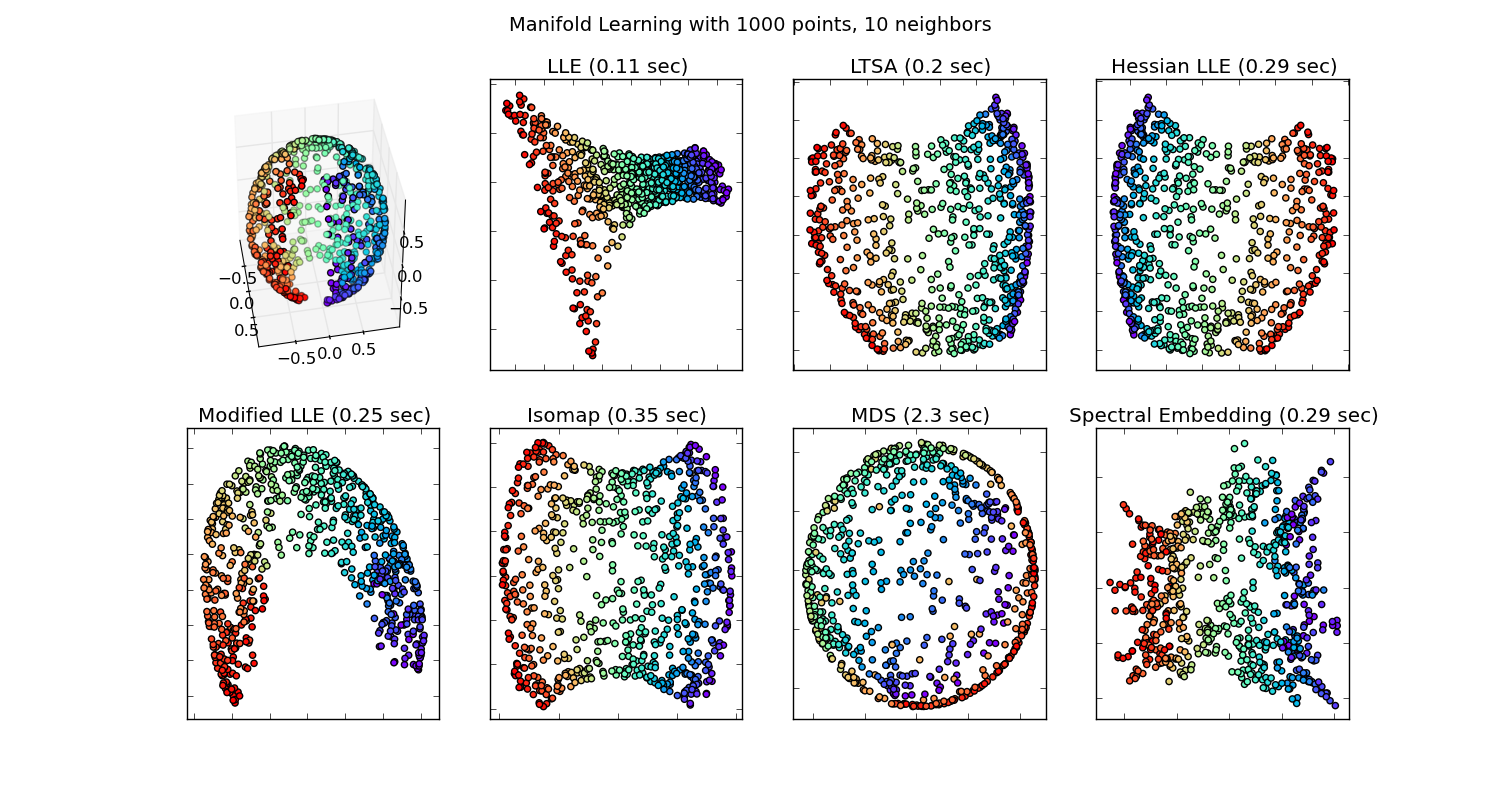 Manifold Learning with 1000 points, 10 neighbors
LLE (0.11 sec)
LTSA (0.2 sec)
Hessian LLE (0.29 sec)
0.5
0.0
−0.5
−0.5
0.0
0.5
−0.5
0.0
0.5
Modified LLE (0.25 sec)
Isomap (0.35 sec)
MDS (2.3 sec)
Spectral Embedding (0.29 sec)